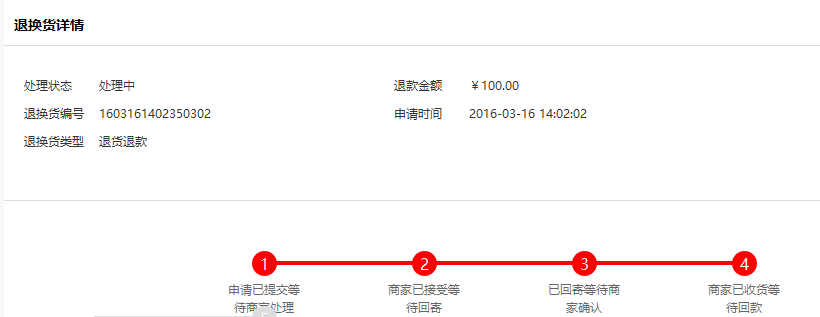 退换货详情
处理状态 处理中 退款金额 ￥100.00
退换货编号 1603161402350302 申请时间 2016-03-16 14:02:02
退换货类型 退货退款
1 2 3 4
申请已提交等 商家已接受等 已回寄等待商 商家已收货等
待商家处理 待回寄 家确认 待回款